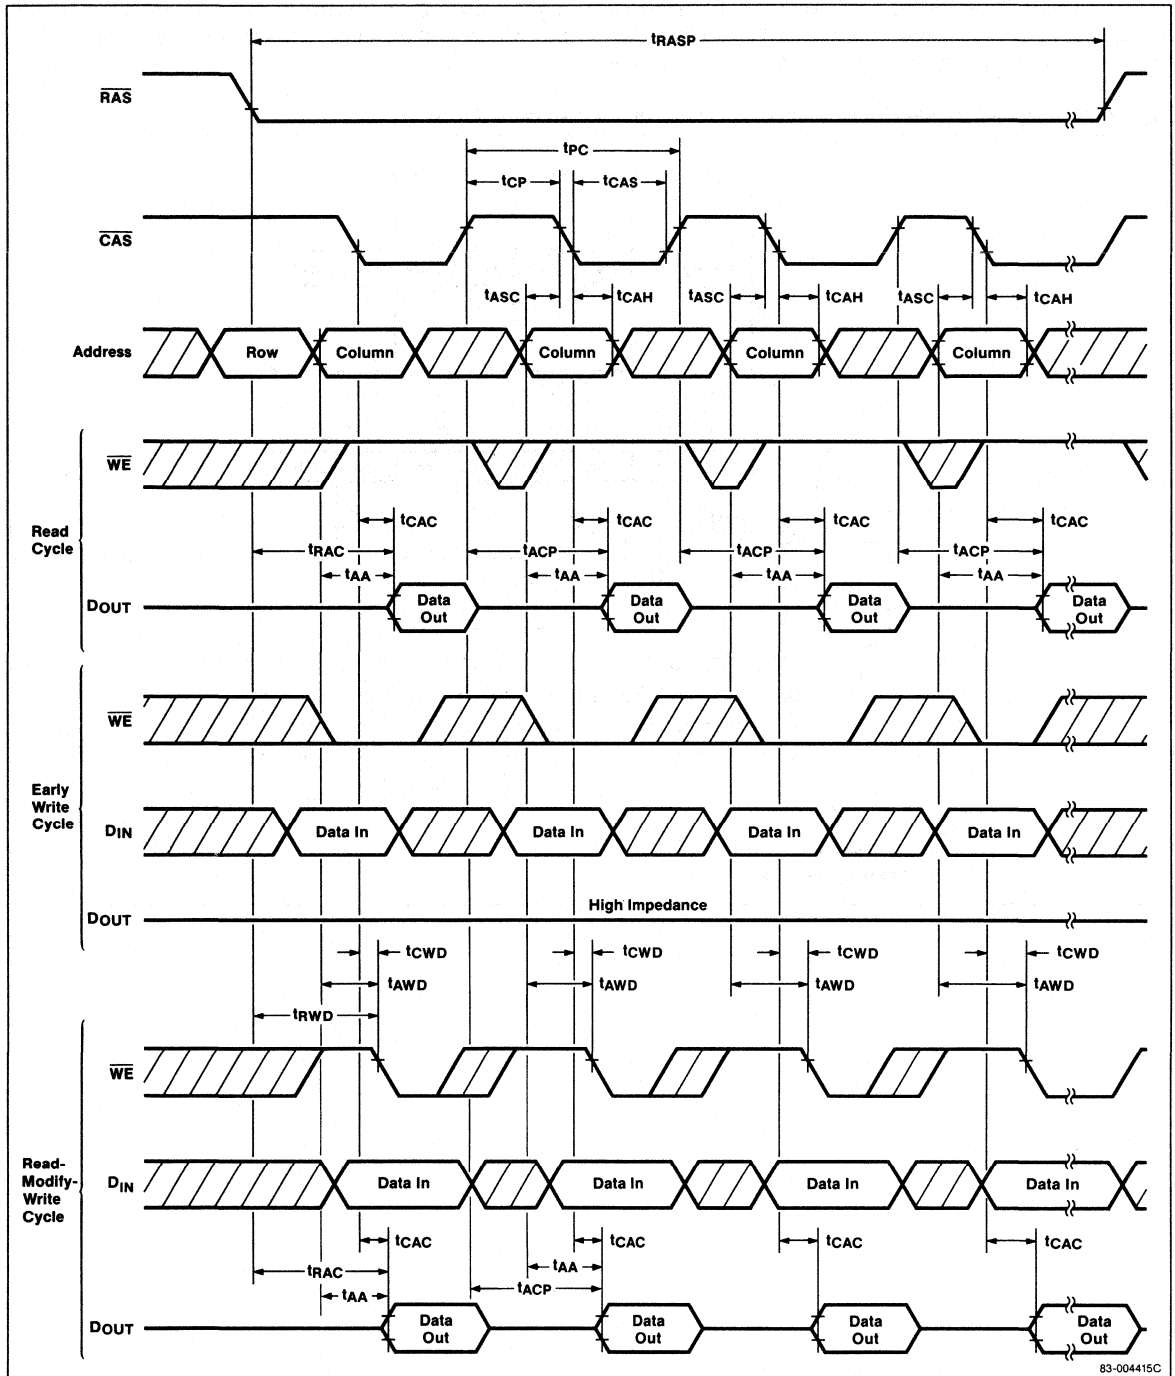 tRASP
RAS
tPC
tCP tCAS
CAS
tASC tCAH tASC tCAH tASC tCAH
Address Row Column Column Column Column
Read Cycle
WE
tCAC tCAC tCAC tCAC
tRAC tACP tACP tACP
tAA tAA tAA tAA
DOUT Data Out Data Out Data Out Data Out
Early Write Cycle
WE
DIN Data In Data In Data In Data In
High Impedance
DOUT
tCWD tCWD tCWD tCWD
tAWD tAWD tAWD tAWD
tRWD
Read-Modify-Write Cycle
WE
DIN Data In Data In Data In Data In
tCAC tCAC tCAC tCAC
tRAC tAA
tAA tACP
DOUT Data Out Data Out Data Out Data Out
83-004415C